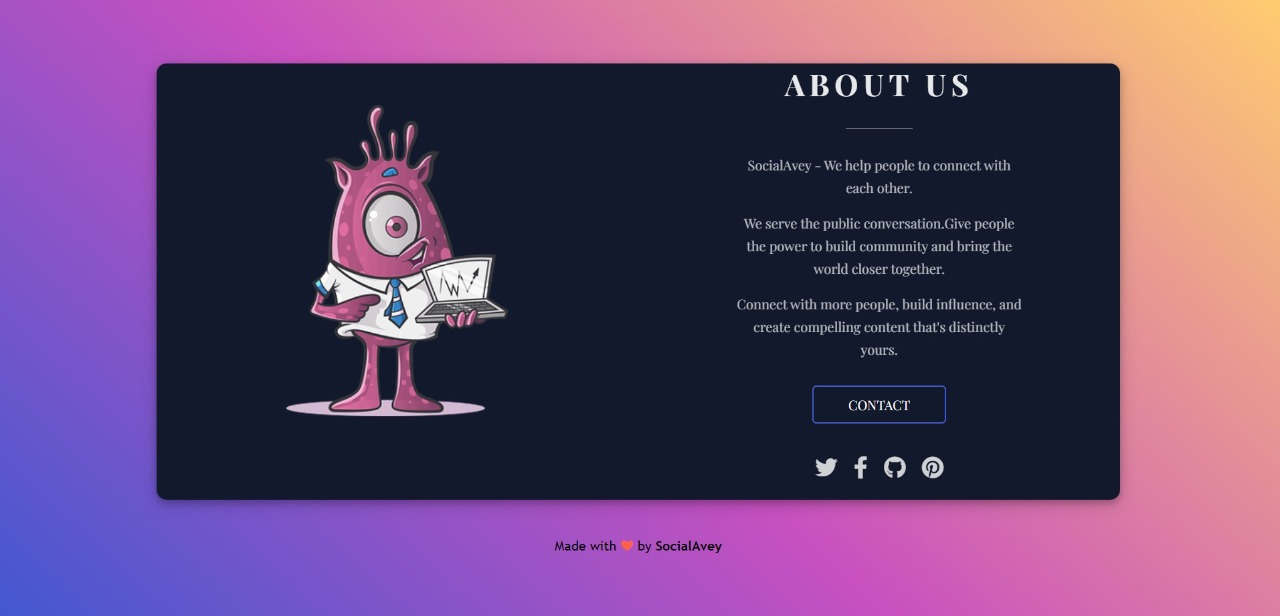 ABOUT US
SocialAvey - We help people to connect with
each other.
We serve the public conversation.Give people
the power to build community and bring the
world closer together.
Connect with more people, build influence, and
create compelling content that's distinctly
yours.
CONTACT
Made with ❤ by SocialAvey